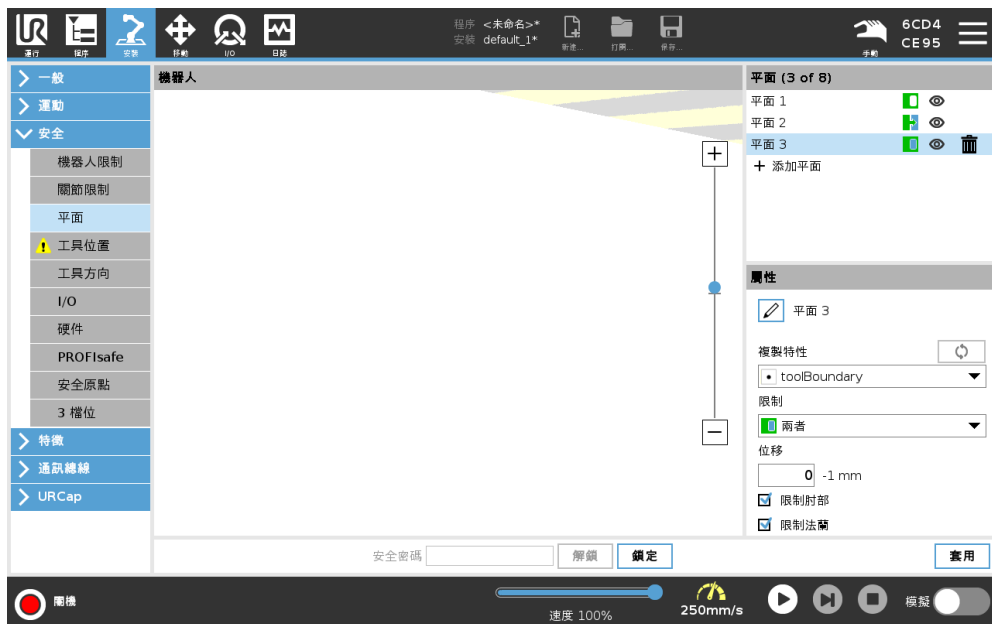 運行
程序
安裝
移動
I/O
日誌
程序 <未命名>*
安裝 default_1*
新建...
打開...
保存...
手動
6CD4
CE95
一般
運動
安全
機器人限制
關節限制
平面
工具位置
工具方向
I/O
硬件
PROFIsafe
安全原點
3 檔位
特徵
通訊總線
URCap
機器人
平面 (3 of 8)
平面 1
平面 2
平面 3
添加平面
屬性
平面 3
複製特性
toolBoundary
限制
兩者
位移
0 -1 mm
限制肘部
限制法蘭
安全密碼
解鎖
鎖定
套用
關機
速度 100%
250mm/s
模擬